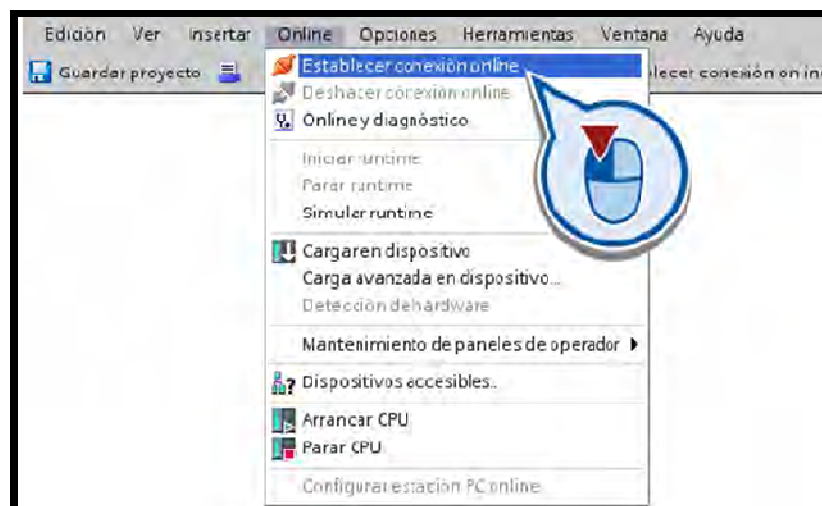 Edición Ver Insertar Online Opciones Herramientas Ventana Ayuda
Guardar proyecto
Establecer conexión online
Deshacer conexión online
Online y diagnóstico
Iniciar runtime
Parar runtime
Simular runtime
Cargar en dispositivo
Carga avanzada en dispositivo...
Detección de hardware
Mantenimiento de paneles de operador
Dispositivos accesibles...
Arrancar CPU
Parar CPU
Configurar estación PC online